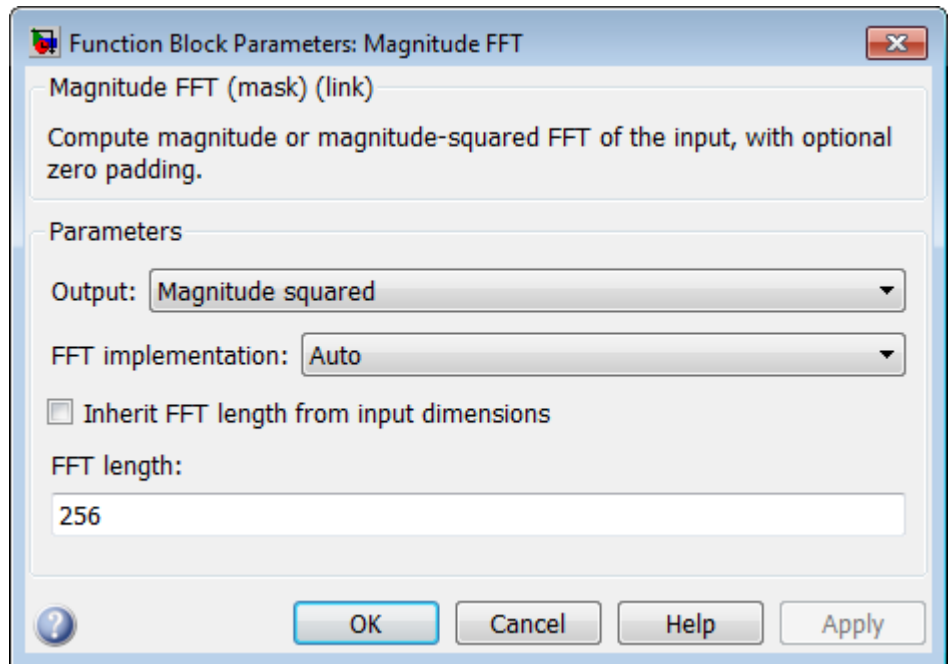 Function Block Parameters: Magnitude FFT
Magnitude FFT (mask) (link)
Compute magnitude or magnitude-squared FFT of the input, with optional
zero padding.
Parameters
Output: Magnitude squared
FFT implementation: Auto
Inherit FFT length from input dimensions
FFT length:
256
? OK Cancel Help Apply